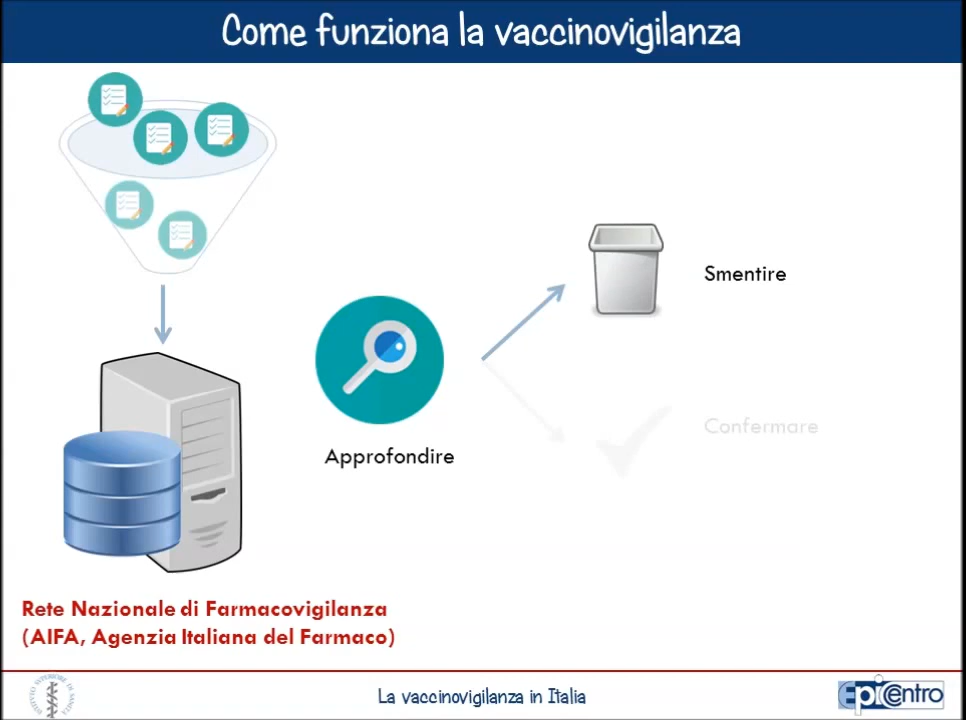 Come funziona la vaccinovigilanza
Smentire
Confermare
Approfondire
Rete Nazionale di Farmacovigilanza
(AIFA, Agenzia Italiana del Farmaco)
La vaccinovigilanza in Italia
EpiCentro